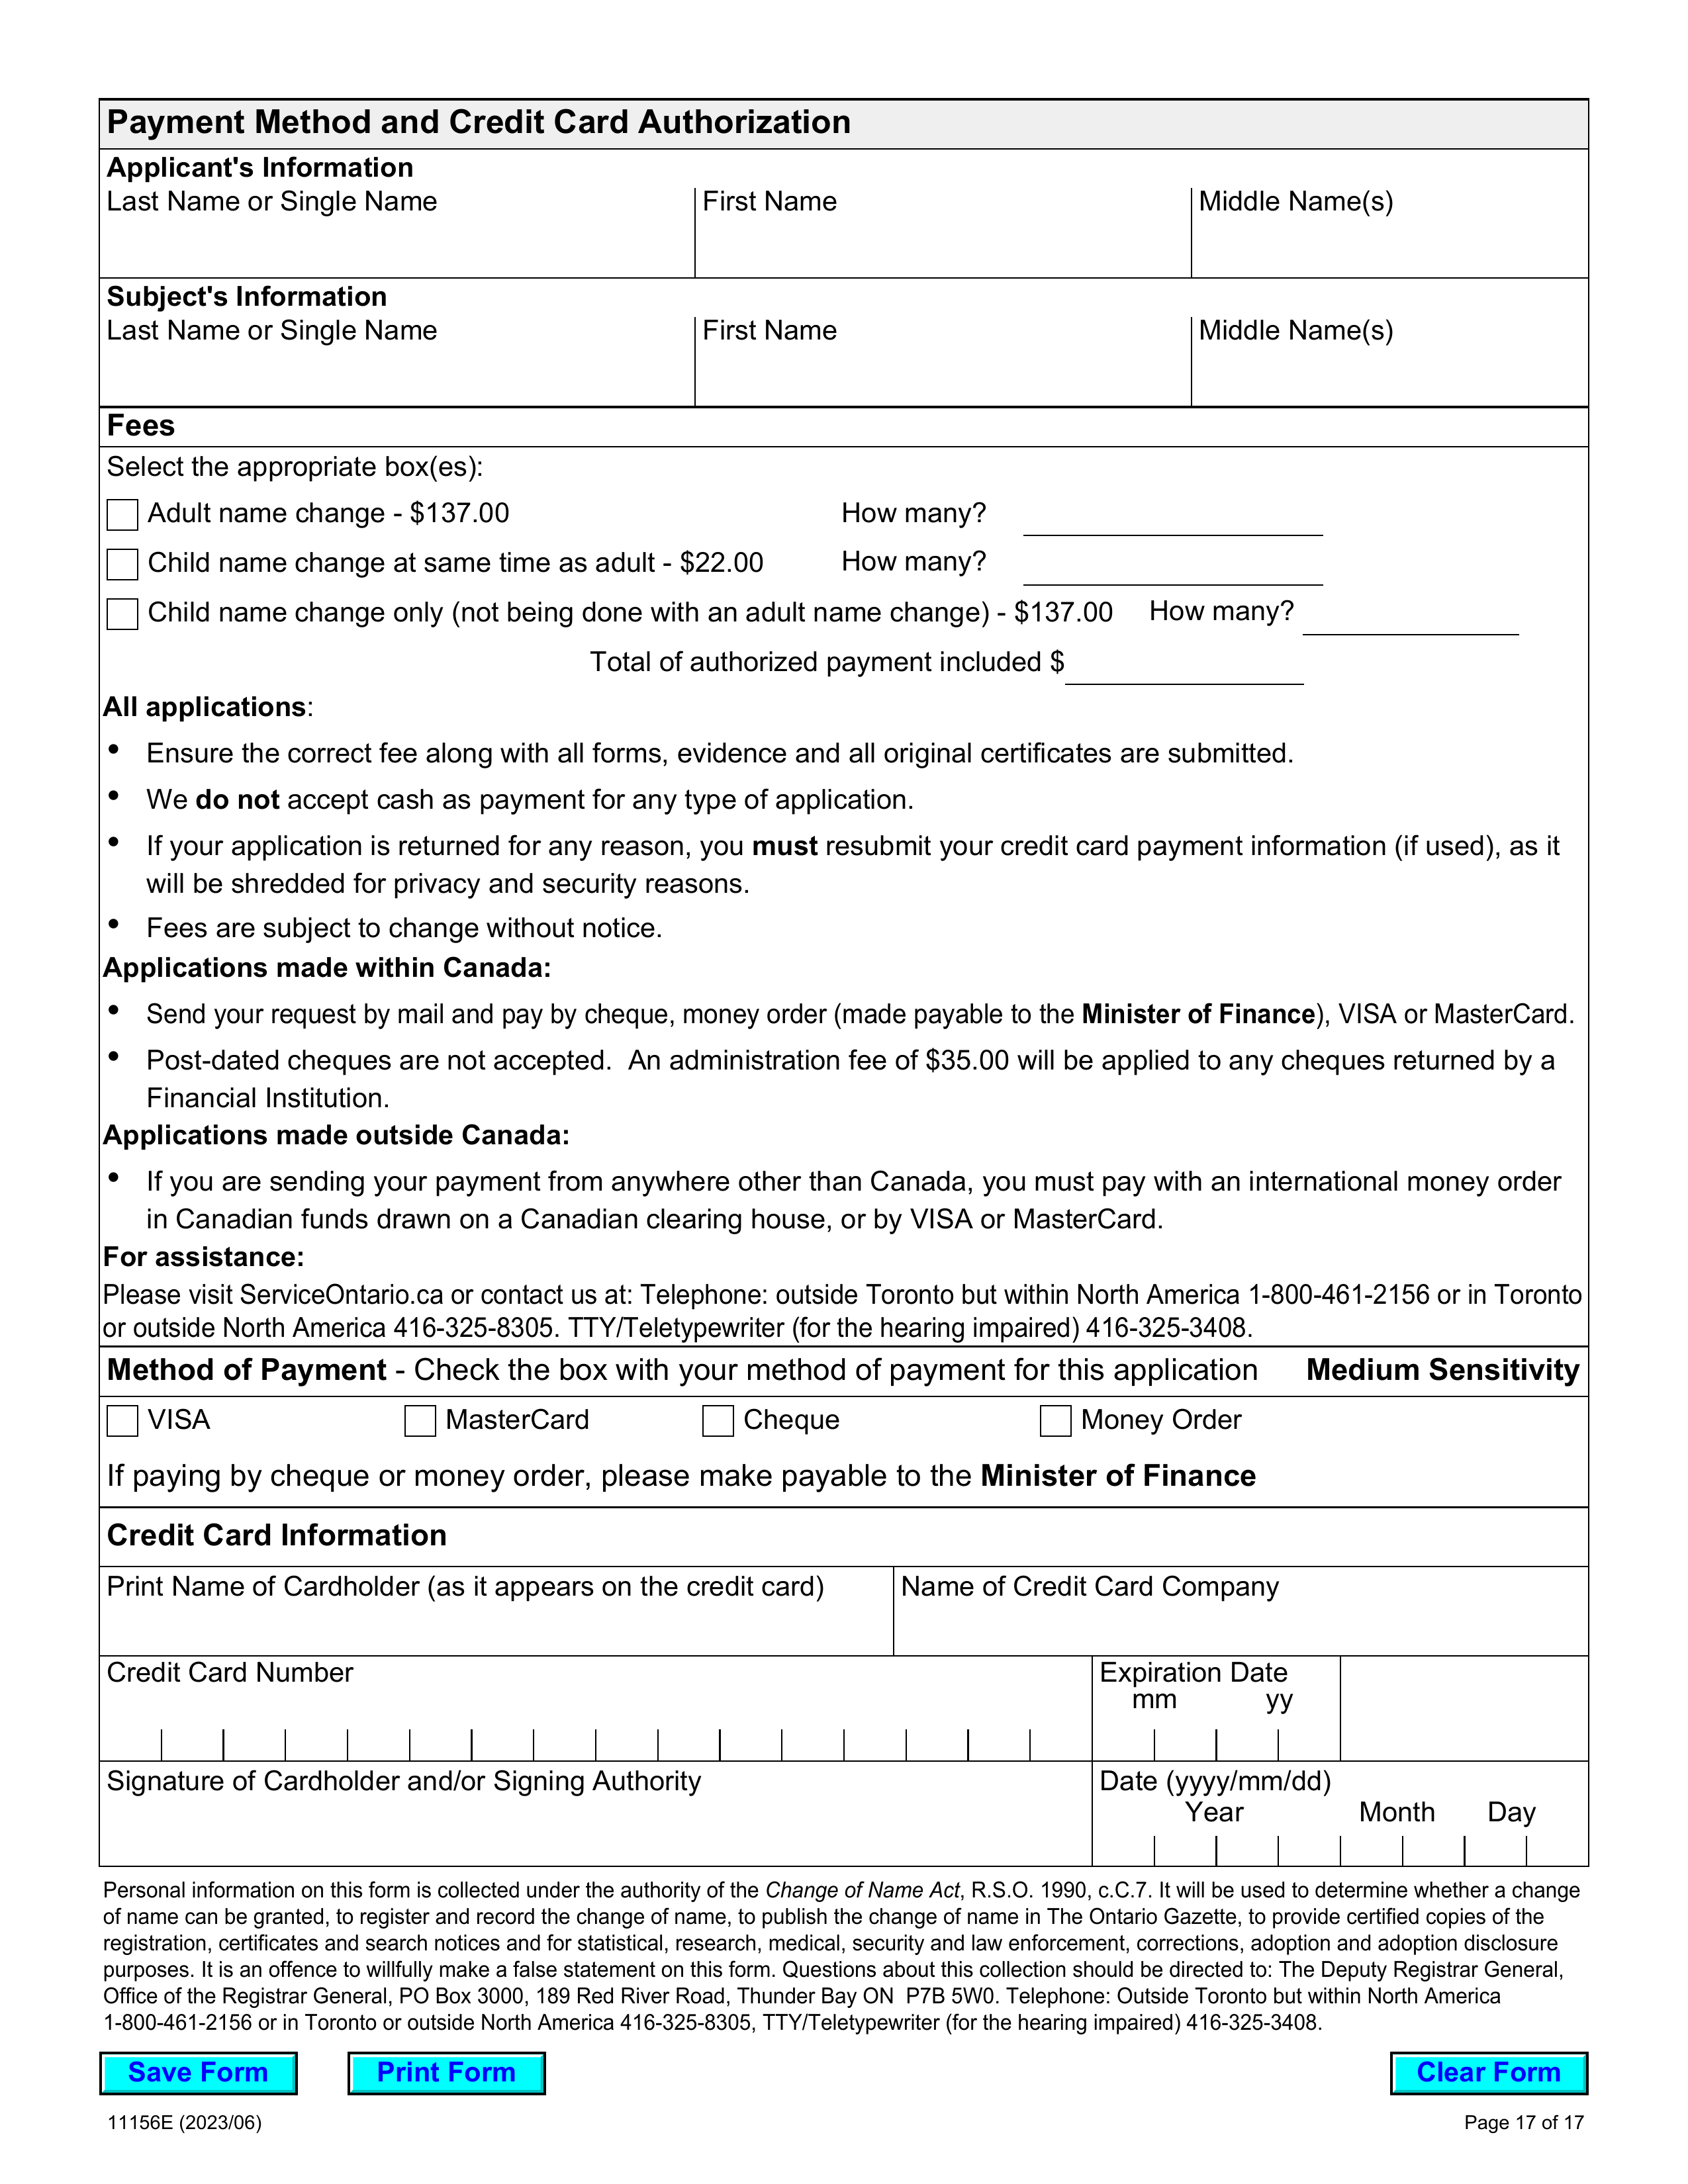 Payment Method and Credit Card Authorization
Applicant's Information
Last Name or Single Name First Name Middle Name(s)
Subject's Information
Last Name or Single Name First Name Middle Name(s)
Fees
Select the appropriate box(es):
Adult name change - $137.00 How many?
Child name change at same time as adult - $22.00 How many?
Child name change only (not being done with an adult name change) - $137.00 How many?
Total of authorized payment included $
All applications:
• Ensure the correct fee along with all forms, evidence and all original certificates are submitted.
• We do not accept cash as payment for any type of application.
• If your application is returned for any reason, you must resubmit your credit card payment information (if used), as it
will be shredded for privacy and security reasons.
• Fees are subject to change without notice.
Applications made within Canada:
• Send your request by mail and pay by cheque, money order (made payable to the Minister of Finance), VISA or MasterCard.
• Post-dated cheques are not accepted. An administration fee of $35.00 will be applied to any cheques returned by a
Financial Institution.
Applications made outside Canada:
• If you are sending your payment from anywhere other than Canada, you must pay with an international money order
in Canadian funds drawn on a Canadian clearing house, or by VISA or MasterCard.
For assistance:
Please visit ServiceOntario.ca or contact us at: Telephone: outside Toronto but within North America 1-800-461-2156 or in Toronto
or outside North America 416-325-8305. TTY/Teletypewriter (for the hearing impaired) 416-325-3408.
Method of Payment - Check the box with your method of payment for this application Medium Sensitivity
VISA MasterCard Cheque Money Order
If paying by cheque or money order, please make payable to the Minister of Finance
Credit Card Information
Print Name of Cardholder (as it appears on the credit card) Name of Credit Card Company
Credit Card Number Expiration Date
mm yy
Signature of Cardholder and/or Signing Authority Date (yyyy/mm/dd)
Year Month Day
Personal information on this form is collected under the authority of the Change of Name Act, R.S.O. 1990, c.C.7. It will be used to determine whether a change
of name can be granted, to register and record the change of name, to publish the change of name in The Ontario Gazette, to provide certified copies of the
registration, certificates and search notices and for statistical, research, medical, security and law enforcement, corrections, adoption and adoption disclosure
purposes. It is an offence to willfully make a false statement on this form. Questions about this collection should be directed to: The Deputy Registrar General,
Office of the Registrar General, PO Box 3000, 189 Red River Road, Thunder Bay ON P7B 5W0. Telephone: Outside Toronto but within North America
1-800-461-2156 or in Toronto or outside North America 416-325-8305, TTY/Teletypewriter (for the hearing impaired) 416-325-3408.
Save Form Print Form Clear Form
11156E (2023/06) Page 17 of 17